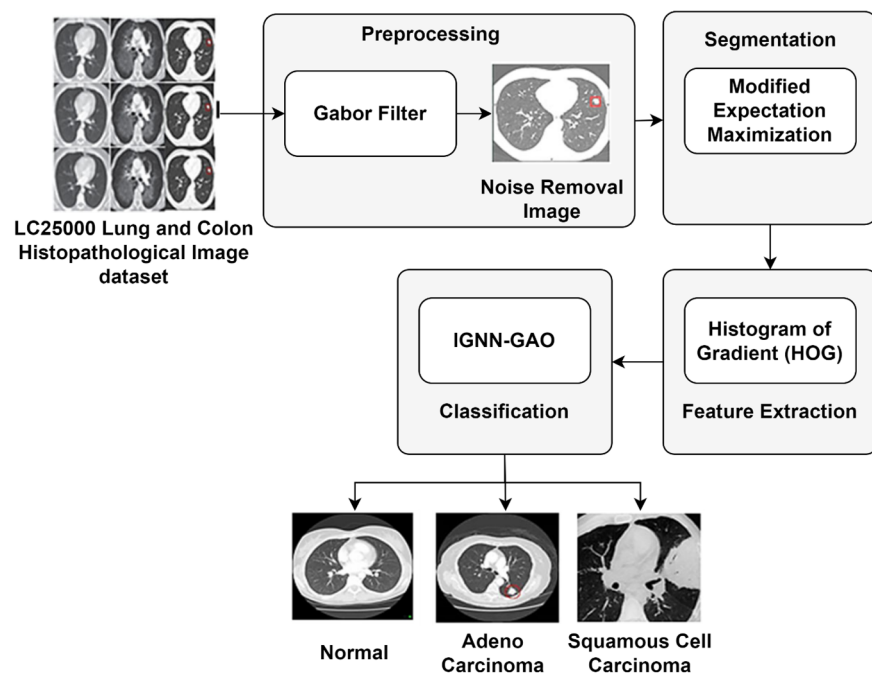 Preprocessing
Gabor Filter
Noise Removal
Image
LC25000 Lung and Colon
Histopathological Image
dataset
Segmentation
Modified
Expectation
Maximization
Histogram of
Gradient (HOG)
Feature Extraction
IGNN-GAO
Classification
Normal
Adeno
Carcinoma
Squamous Cell
Carcinoma